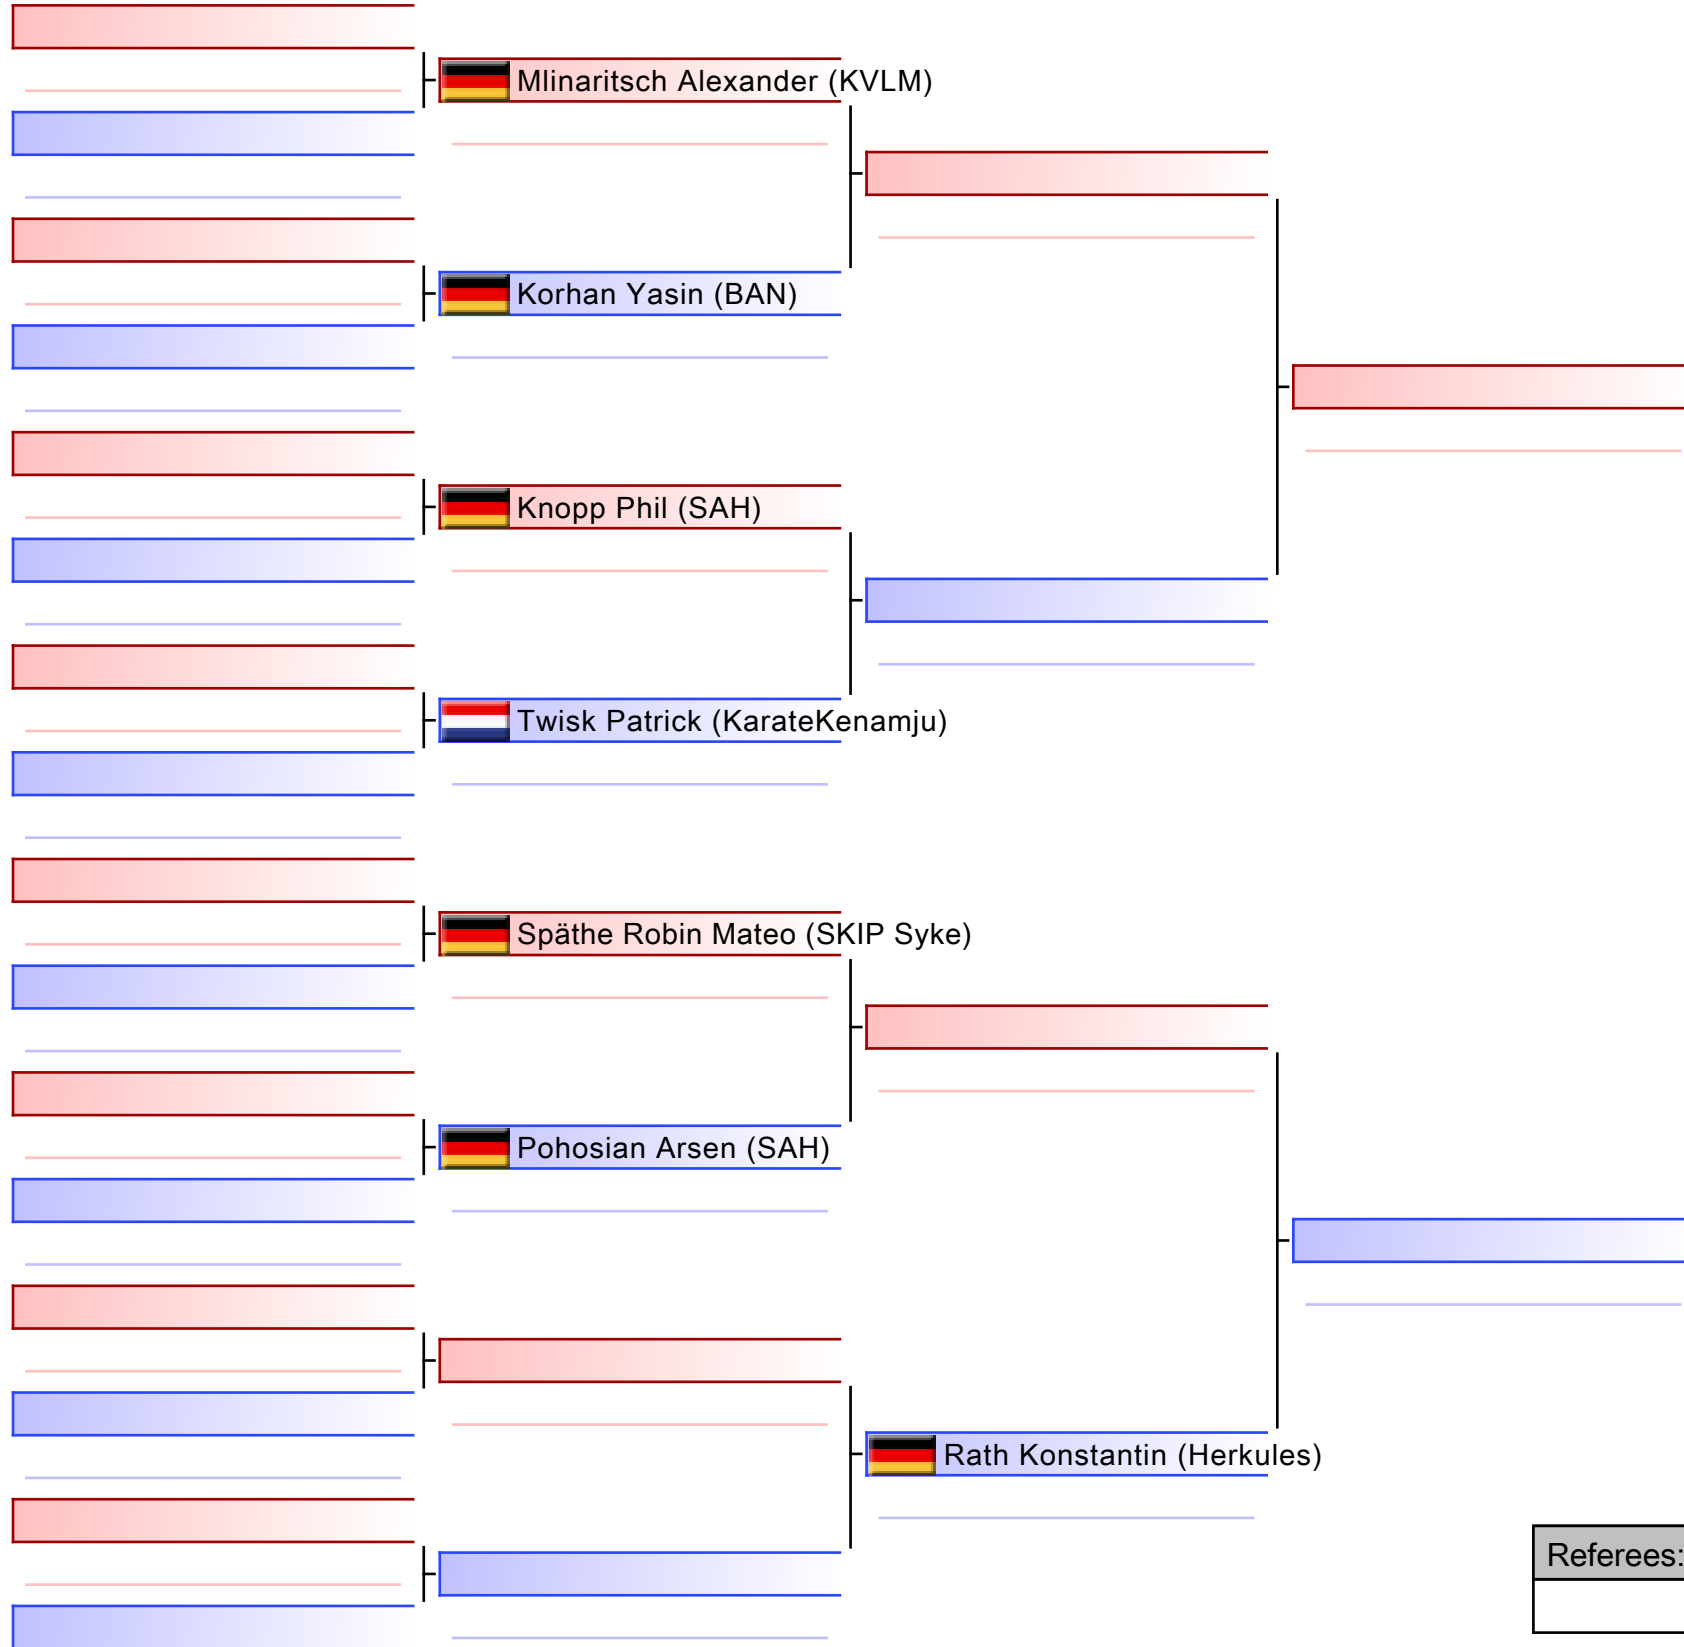 Mlinaritsch Alexander (KVLM)
Korhan Yasin (BAN)
Knopp Phil (SAH)
Twisk Patrick (KarateKenamju)
Späthe Robin Mateo (SKIP Syke)
Pohosian Arsen (SAH)
Rath Konstantin (Herkules)
Referees: